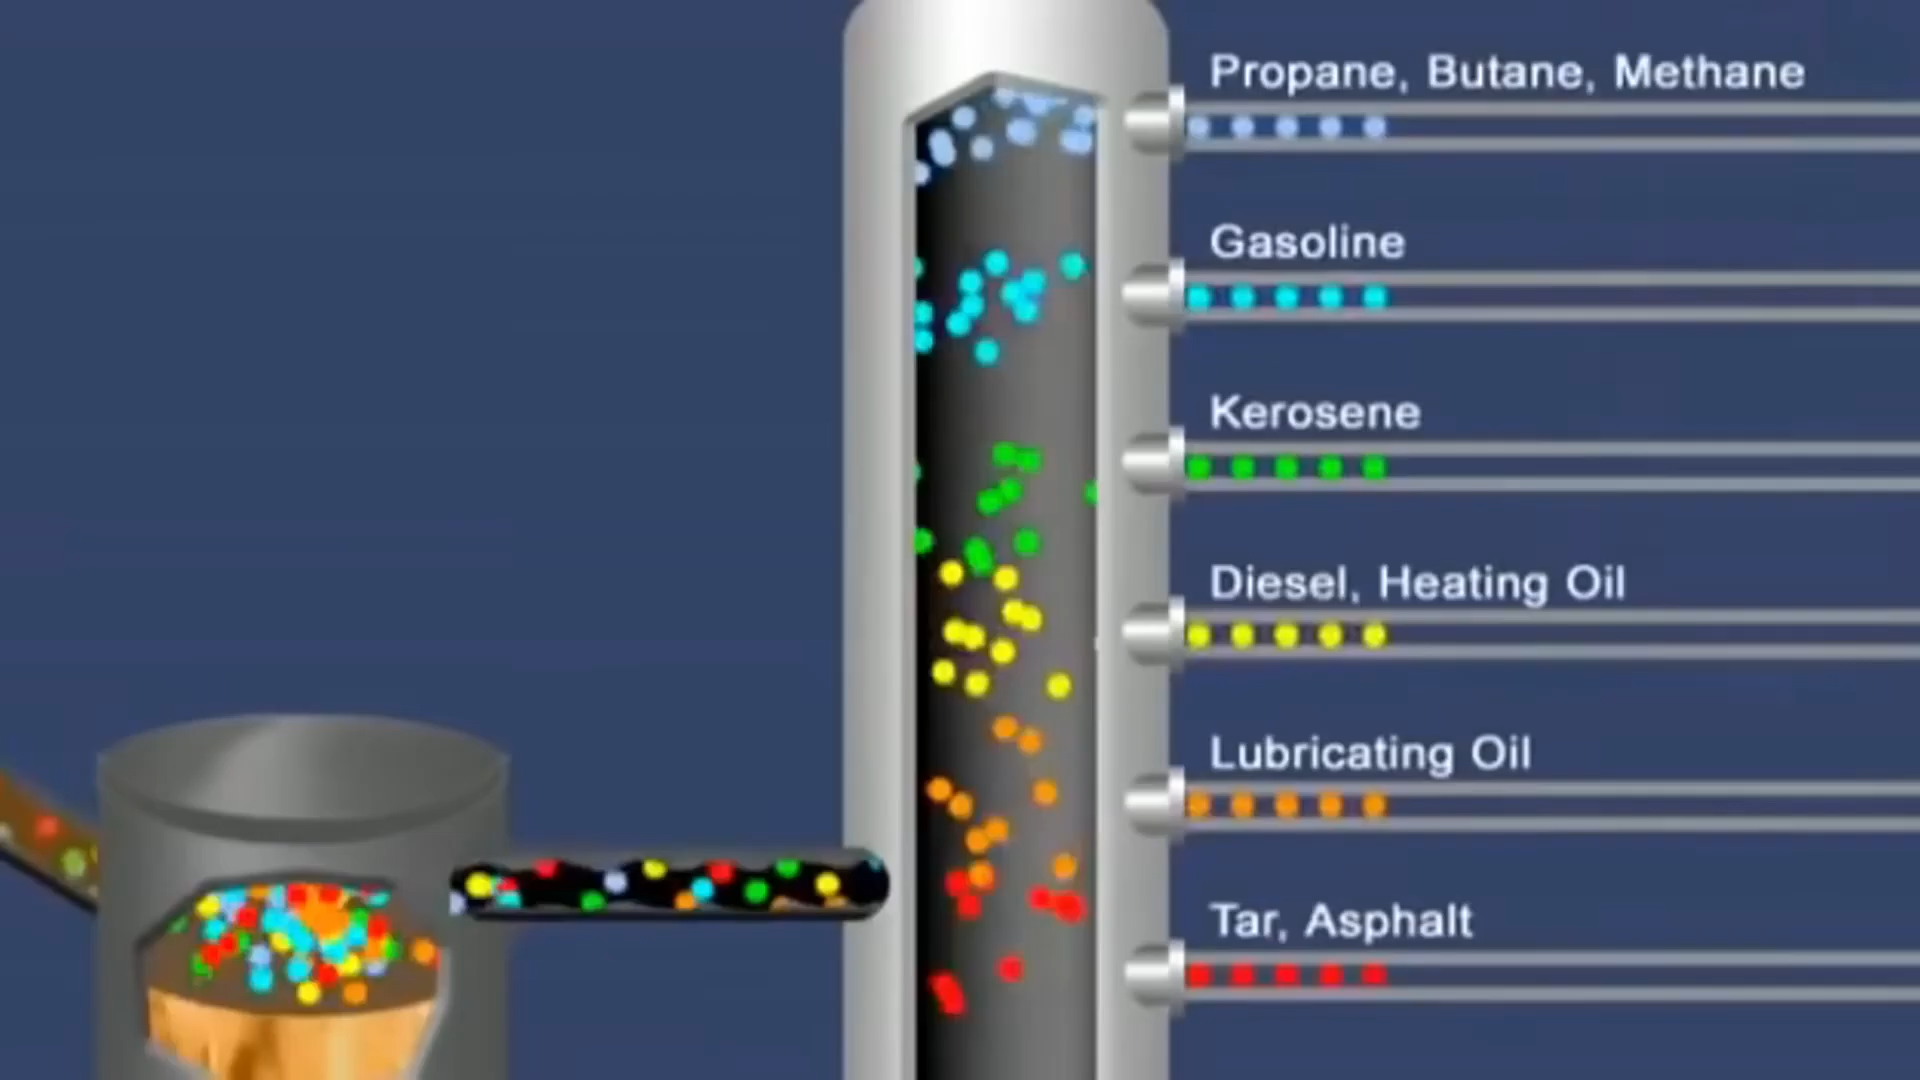 Propane, Butane, Methane
Gasoline
Kerosene
Diesel, Heating Oil
Lubricating Oil
Tar, Asphalt